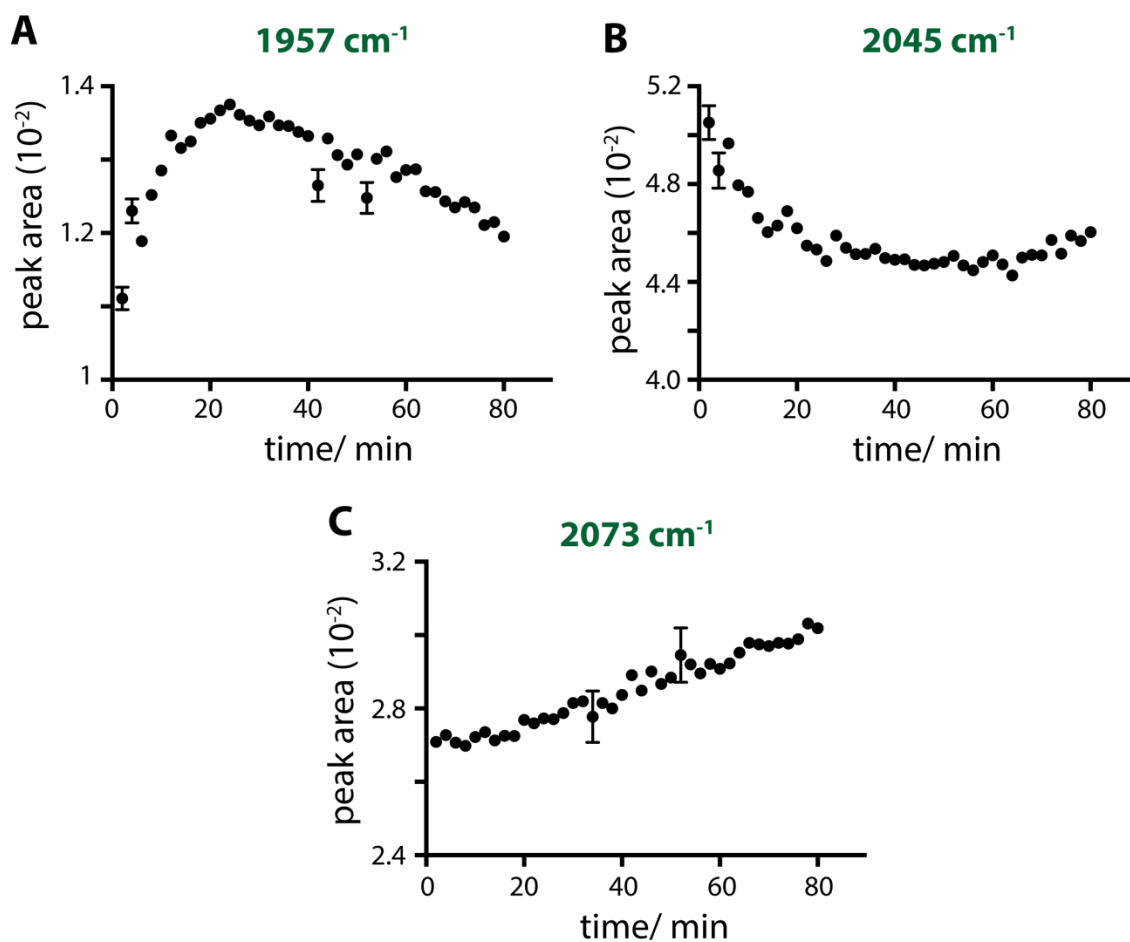 A
1957 cm⁻¹
1.4
1.2
1
peak area (10⁻²)
0 20 40 60 80
time/ min
B
2045 cm⁻¹
5.2
4.8
4.4
4.0
peak area (10⁻²)
0 20 40 60 80
time/ min
C
2073 cm⁻¹
3.2
2.8
2.4
peak area (10⁻²)
0 20 40 60 80
time/ min